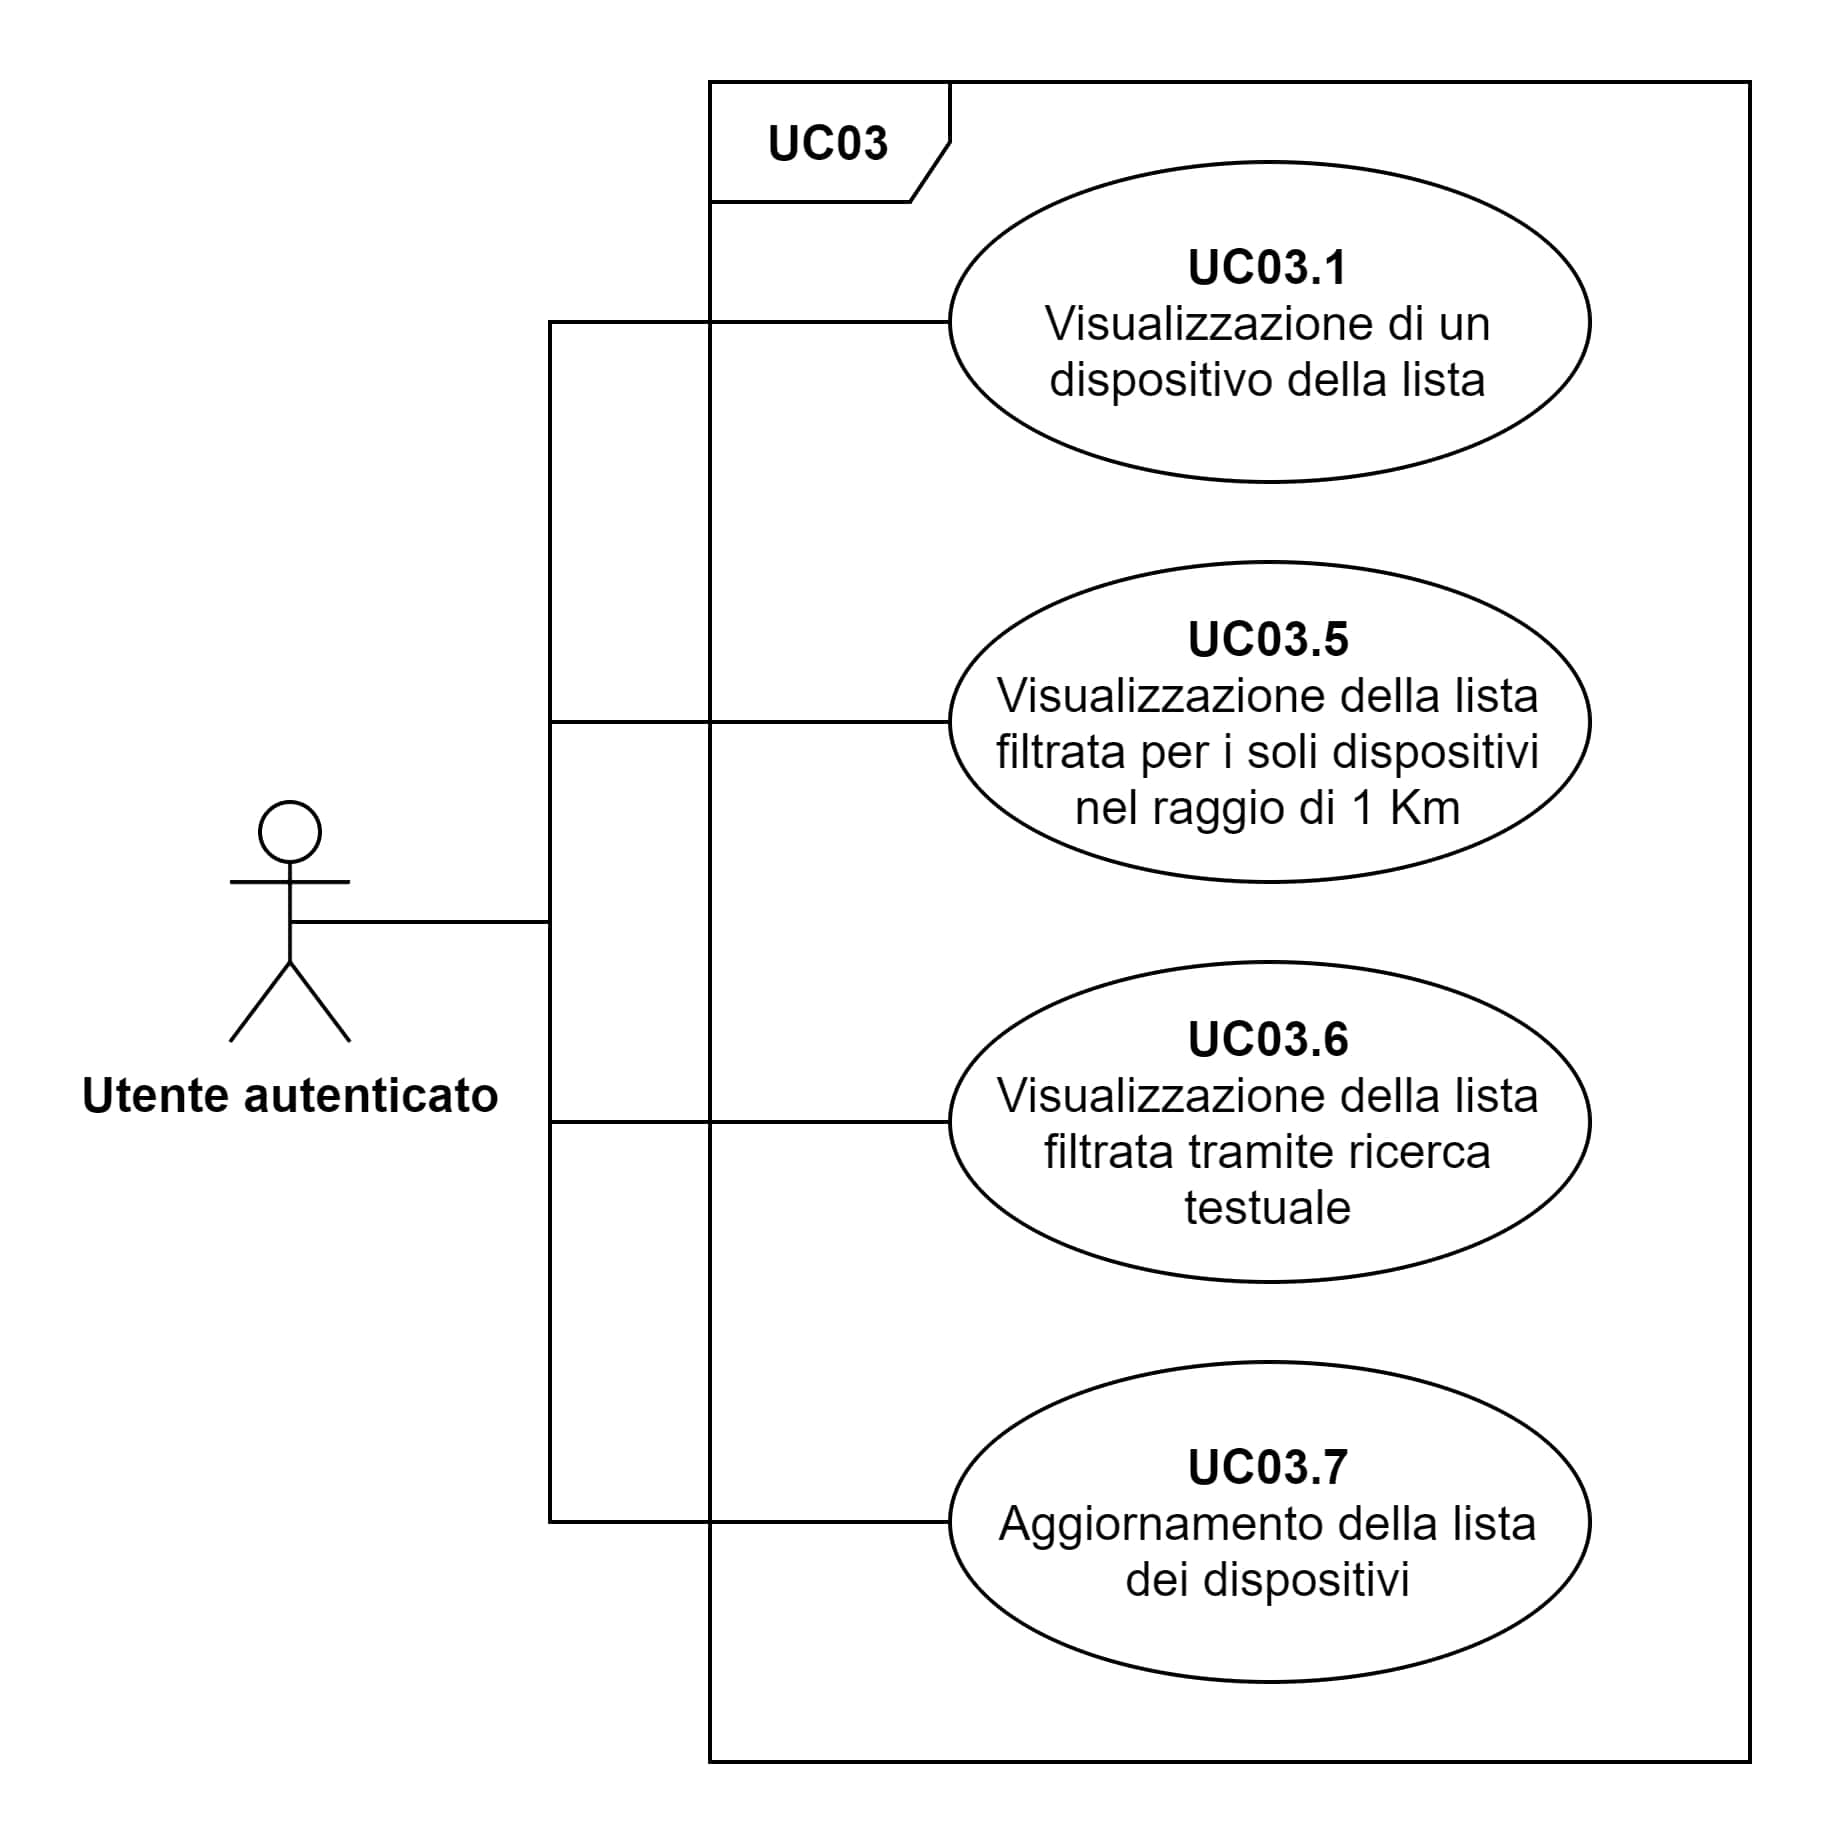 UC03
UC03.1
Visualizzazione di un
dispositivo della lista
UC03.5
Visualizzazione della lista
filtrata per i soli dispositivi
nel raggio di 1 Km
UC03.6
Visualizzazione della lista
filtrata tramite ricerca
testuale
Utente autenticato
UC03.7
Aggiornamento della lista
dei dispositivi